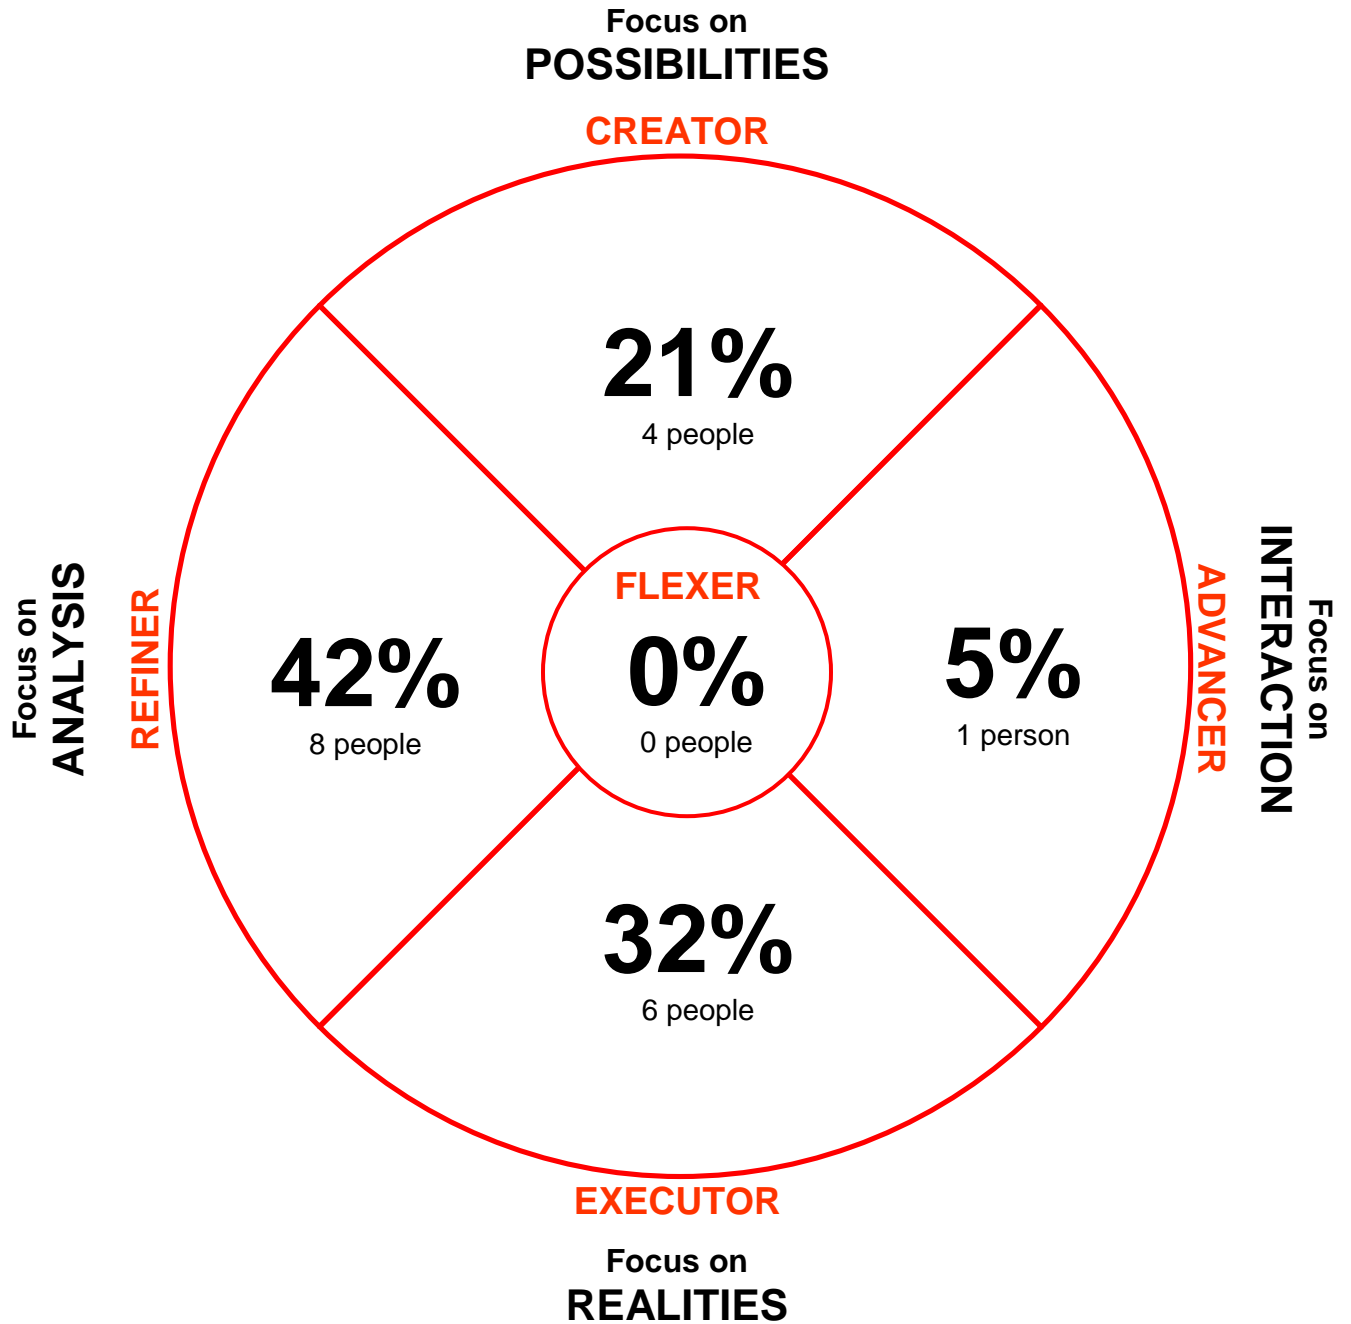 Focus on
POSSIBILITIES
CREATOR
21%
4 people
Focus on
ANALYSIS
REFINER
42%
8 people
FLEXER
0%
0 people
5%
1 person
ADVANCER
Focus on
INTERACTION
32%
6 people
EXECUTOR
Focus on
REALITIES